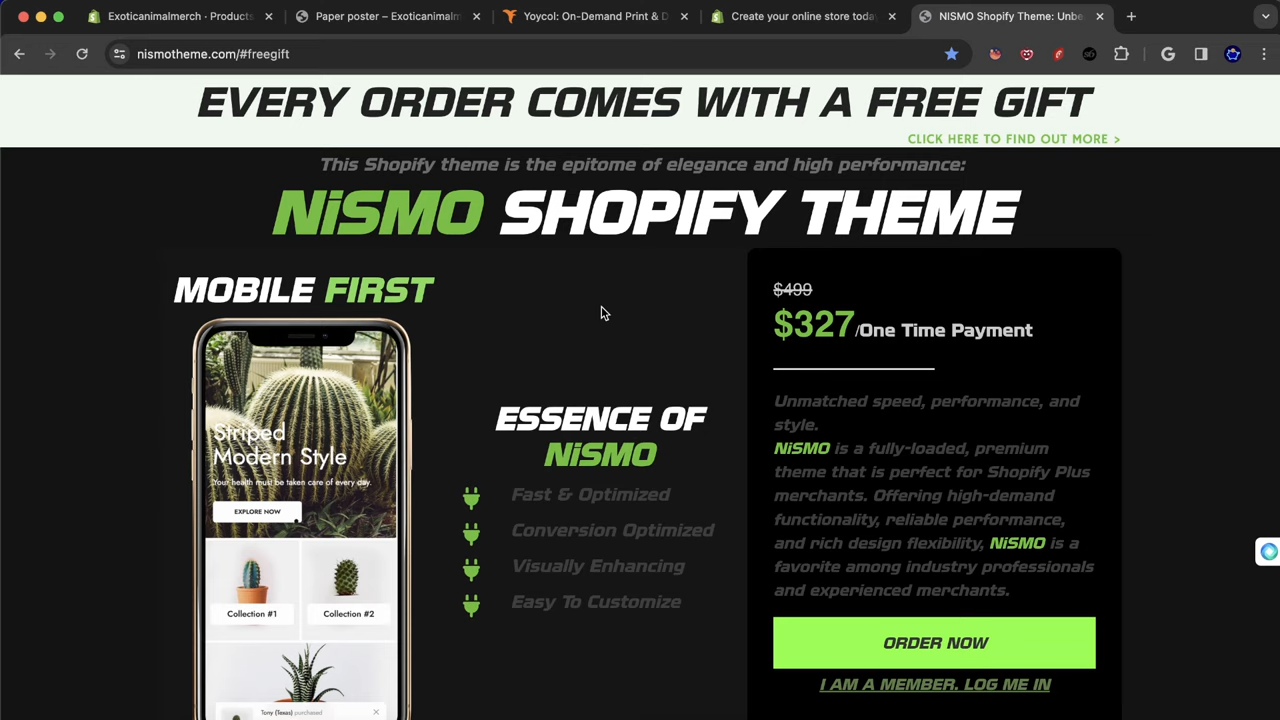 Exoticanimalmerch · Products
Paper poster – Exoticanimalm
Yoycol: On-Demand Print & D
Create your online store toda
NISMO Shopify Theme: Unbe
nismotheme.com/#freegift
EVERY ORDER COMES WITH A FREE GIFT
CLICK HERE TO FIND OUT MORE >
This Shopify theme is the epitome of elegance and high performance:
NiSMO SHOPIFY THEME
MOBILE FIRST
Striped
Modern Style
Your health must be taken care of every day.
EXPLORE NOW
Collection #1
Collection #2
Tony (Texas) purchased
ESSENCE OF
NiSMO
Fast & Optimized
Conversion Optimized
Visually Enhancing
Easy To Customize
$499
$327/One Time Payment
Unmatched speed, performance, and
style.
NiSMO is a fully-loaded, premium
theme that is perfect for Shopify Plus
merchants. Offering high-demand
functionality, reliable performance,
and rich design flexibility, NiSMO is a
favorite among industry professionals
and experienced merchants.
ORDER NOW
I AM A MEMBER. LOG ME IN